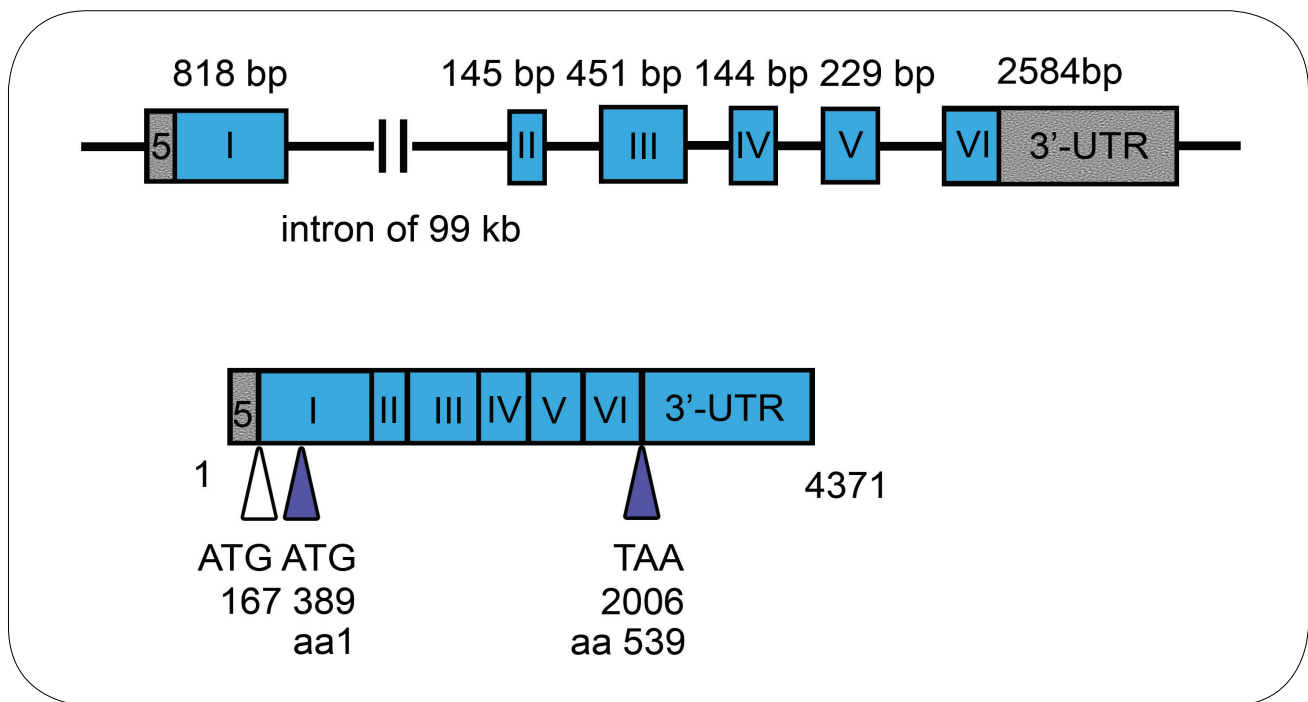 818 bp 145 bp 451 bp 144 bp 229 bp 2584bp
5 I II III IV V VI 3’-UTR
intron of 99 kb
5 I II III IV V VI 3’-UTR
1 4371
ATG ATG TAA
167 389 2006
aa1 aa 539